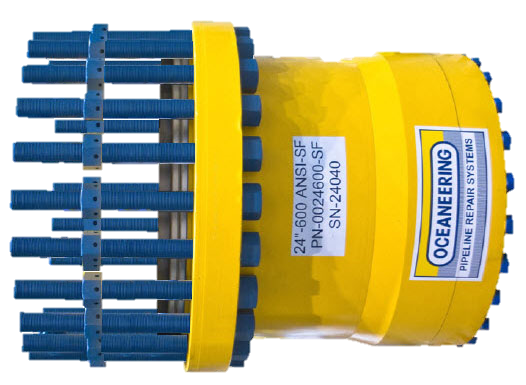 24"-600 ANSI-SF
PN-0024600-SF
SN-24040
OCEANEERING
PIPELINE REPAIR SYSTEMS